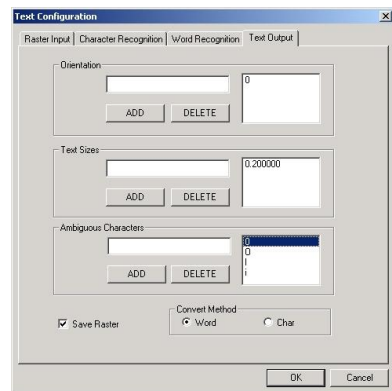 Text Configuration
Raster Input Character Recognition Word Recognition Text Output
Orientation
0
ADD DELETE
Text Sizes
0.200000
ADD DELETE
Ambiguous Characters
0
O
l
i
ADD DELETE
Save Raster
Convert Method
Word Char
OK Cancel